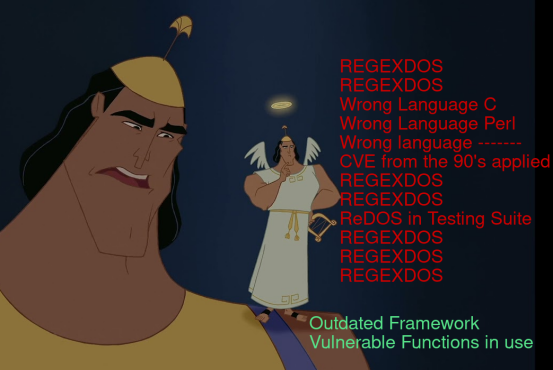 REGEXDOS
REGEXDOS
Wrong Language C
Wrong Language Perl
Wrong language -------
CVE from the 90's applied
REGEXDOS
REGEXDOS
ReDOS in Testing Suite
REGEXDOS
REGEXDOS
REGEXDOS
Outdated Framework
Vulnerable Functions in use